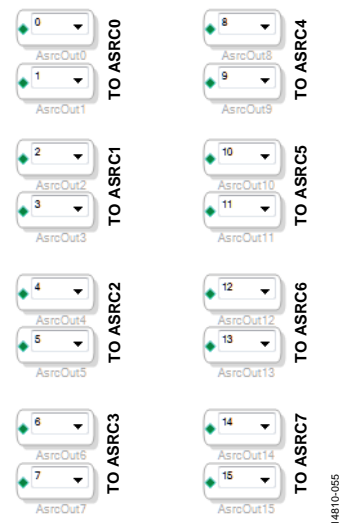 0
AsrcOut0
1
AsrcOut1
TO ASRC0
2
AsrcOut2
3
AsrcOut3
TO ASRC1
4
AsrcOut4
5
AsrcOut5
TO ASRC2
6
AsrcOut6
7
AsrcOut7
TO ASRC3
8
AsrcOut8
9
AsrcOut9
TO ASRC4
10
AsrcOut10
11
AsrcOut11
TO ASRC5
12
AsrcOut12
13
AsrcOut13
TO ASRC6
14
AsrcOut14
15
AsrcOut15
TO ASRC7
14810-055